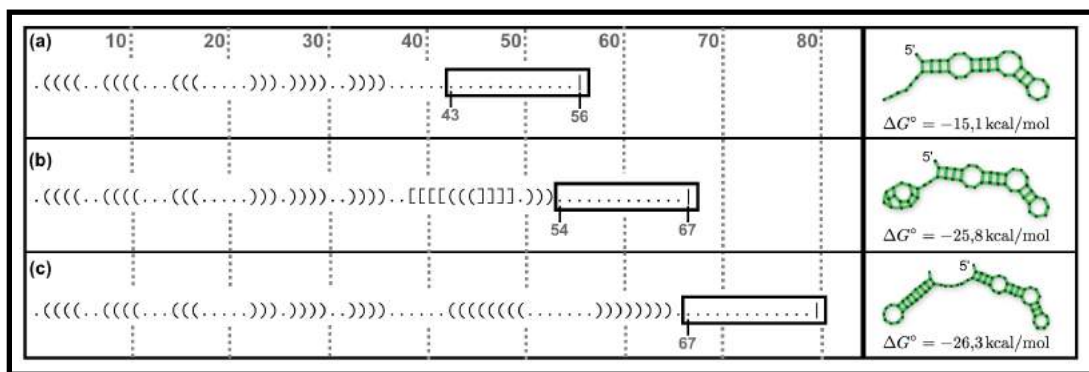 (a) 10 20 30 40 50 60 70 80
.((((..((((...(((.....))).))))..))))...................|
43 56
5'
ΔG° = −15,1 kcal/mol
(b)
.((((..((((...(((.....))).))))..))))..[[[[(((]]]].))).............|
54 67
5'
ΔG° = −25,8 kcal/mol
(c)
.((((..((((...(((.....))).))))..))))......((((((((.......))))))))..............|
67
5'
ΔG° = −26,3 kcal/mol